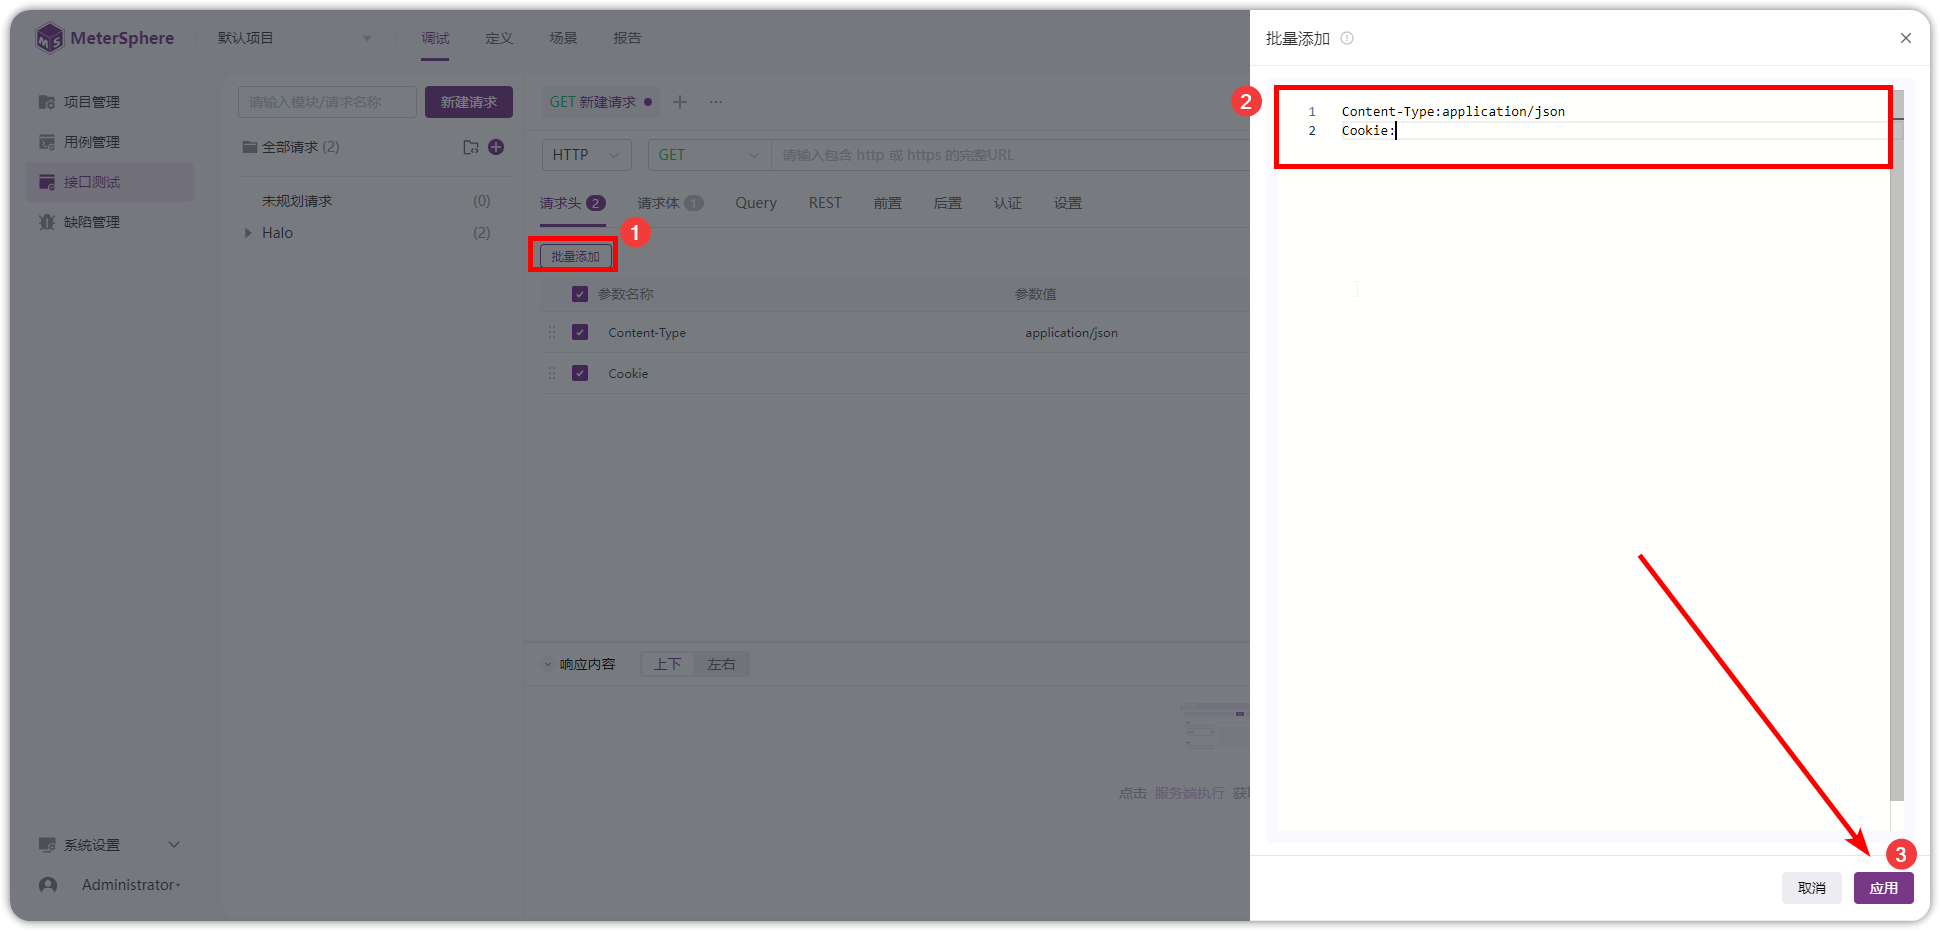 MeterSphere
默认项目
调试 定义 场景 报告
项目管理
用例管理
接口测试
缺陷管理
系统设置
Administrator
请输入模块/请求名称 新建请求
全部请求 (2)
未规划请求 (0)
Halo (2)
GET 新建请求
HTTP GET 请输入包含 http 或 https 的完整URL
请求头 2 请求体 1 Query REST 前置 后置 认证 设置
1
批量添加
参数名称 参数值
Content-Type application/json
Cookie
响应内容 上下 左右
点击 服务端执行 获
批量添加
2
1 Content-Type:application/json
2 Cookie:
3
取消 应用